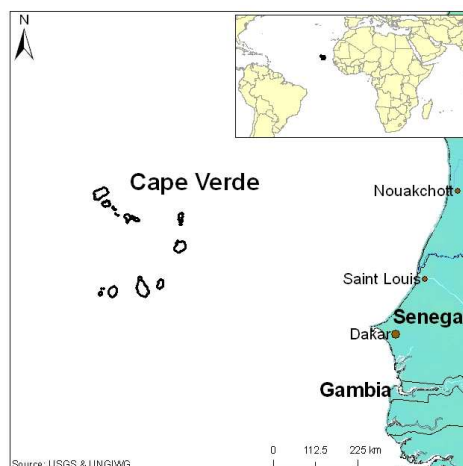 N
Cape Verde
Nouakchott
Saint Louis
Senega
Dakar
Gambia
0 112.5 225 km
Source: USGS & UNGIWG